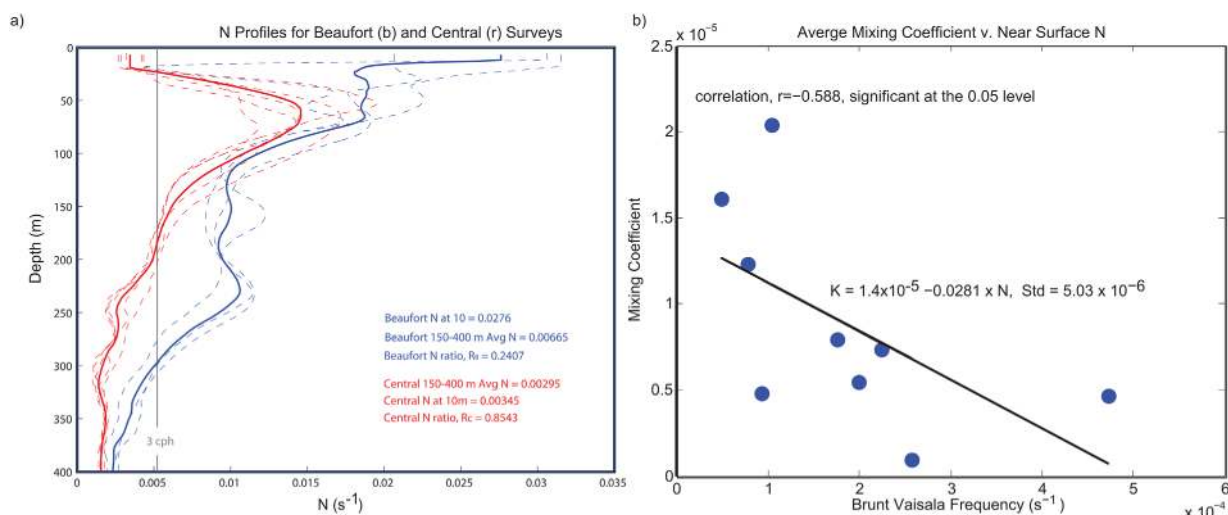 a)
N Profiles for Beaufort (b) and Central (r) Surveys
0
50
100
150
200
250
300
350
400
Depth (m)
Beaufort N at 10 = 0.0276
Beaufort 150-400 m Avg N = 0.00665
Beaufort N ratio, RB = 0.2407
Central 150-400 m Avg N = 0.00295
Central N at 10m = 0.00345
Central N ratio, Rc = 0.8543
3 cph
0 0.005 0.01 0.015 0.02 0.025 0.03 0.035
N (s⁻¹)
b)
Averge Mixing Coefficient v. Near Surface N
x 10⁻⁵
2.5
2
1.5
1
0.5
0
Mixing Coefficient
correlation, r=−0.588, significant at the 0.05 level
K = 1.4x10⁻⁵ −0.0281 x N, Std = 5.03 x 10⁻⁶
0 1 2 3 4 5 6
Brunt Vaisala Frequency (s⁻¹)
x 10⁻⁴